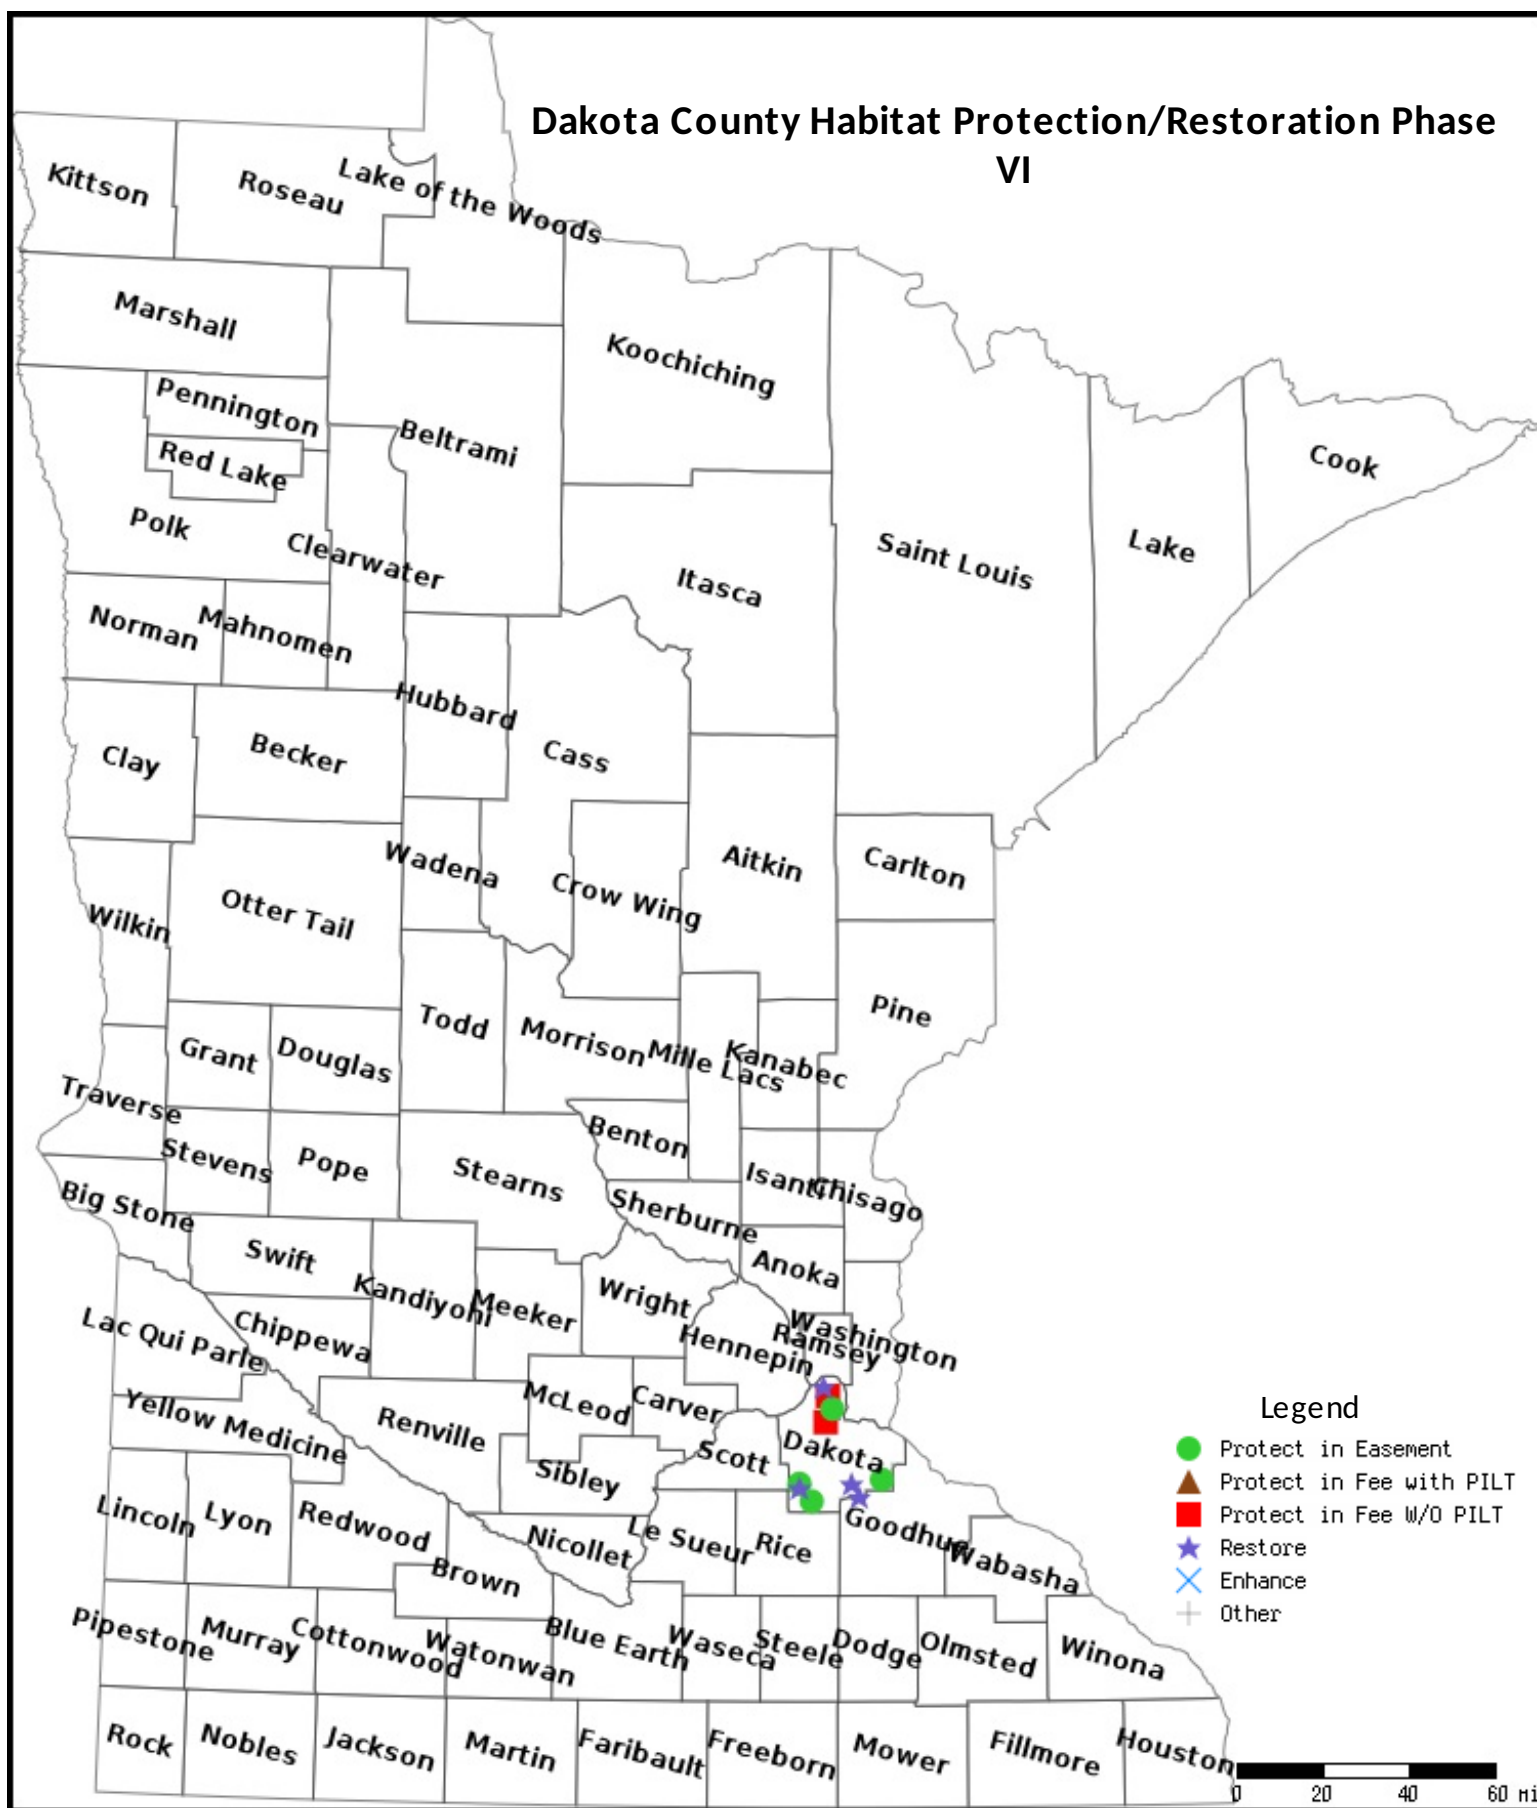 Dakota County Habitat Protection/Restoration Phase
VI
Kittson
Roseau
Lake of the Woods
Marshall
Koochiching
Pennington
Beltrami
Red Lake
Cook
Polk
Clearwater
Saint Louis
Lake
Itasca
Norman
Mahnomen
Hubbard
Clay
Becker
Cass
Wadena
Aitkin
Carlton
Crow Wing
Otter Tail
Wilkin
Pine
Todd
Morrison
Mille Lacs
Kanabec
Grant
Douglas
Traverse
Benton
Stevens
Pope
Stearns
Isanti
Chisago
Big Stone
Sherburne
Swift
Anoka
Kandiyohi
Meeker
Wright
Lac Qui Parle
Chippewa
Washington
Ramsey
Hennepin
McLeod
Carver
Yellow Medicine
Renville
Scott
Dakota
Sibley
Legend
Protect in Easement
Protect in Fee with PILT
Protect in Fee W/O PILT
Restore
Enhance
Other
Lincoln
Lyon
Redwood
Nicollet
Le Sueur
Rice
Goodhue
Wabasha
Brown
Pipestone
Murray
Cottonwood
Watonwan
Blue Earth
Waseca
Steele
Dodge
Olmsted
Winona
Rock
Nobles
Jackson
Martin
Faribault
Freeborn
Mower
Fillmore
Houston
0 20 40 60 Mi